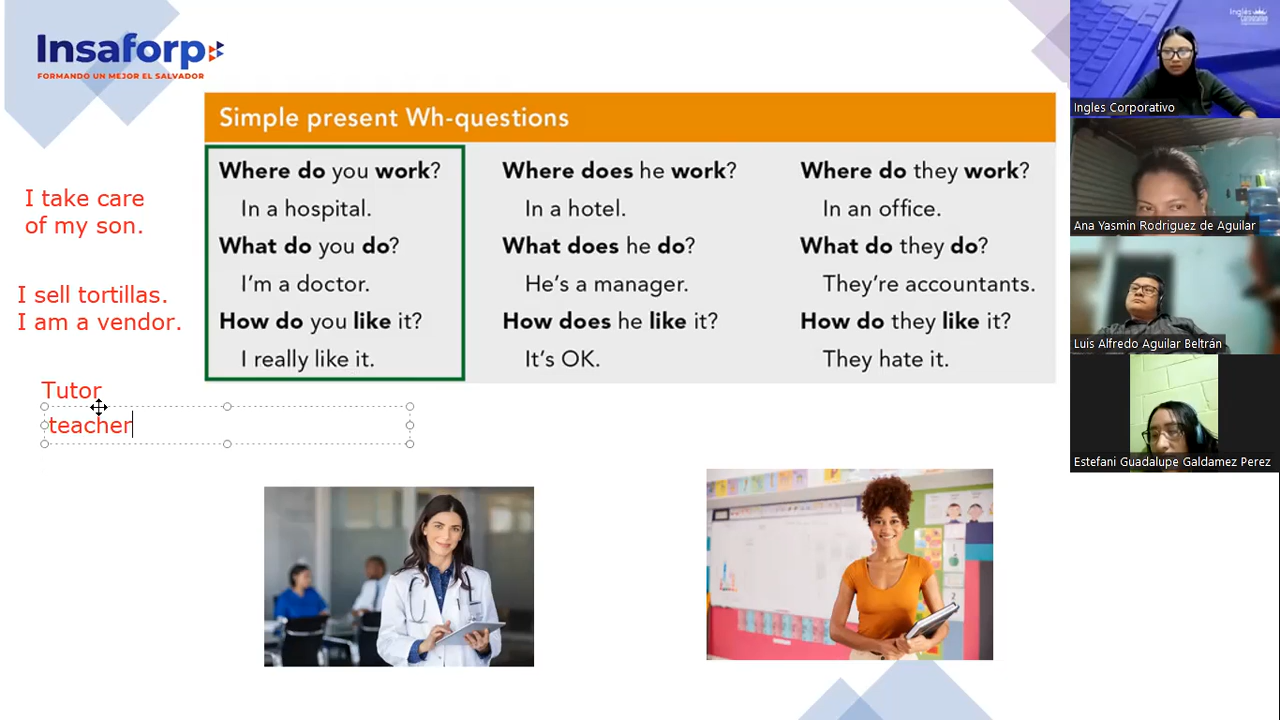 Insaforp
FORMANDO UN MEJOR EL SALVADOR
Simple present Wh-questions
Where do you work?
In a hospital.
What do you do?
I'm a doctor.
How do you like it?
I really like it.
Where does he work?
In a hotel.
What does he do?
He's a manager.
How does he like it?
It's OK.
Where do they work?
In an office.
What do they do?
They're accountants.
How do they like it?
They hate it.
I take care
of my son.
I sell tortillas.
I am a vendor.
Tutor
teacher
Inglés
Corporativo
Ingles Corporativo
Ana Yasmin Rodriguez de Aguilar
Luis Alfredo Aguilar Beltrán
Estefani Guadalupe Galdamez Perez